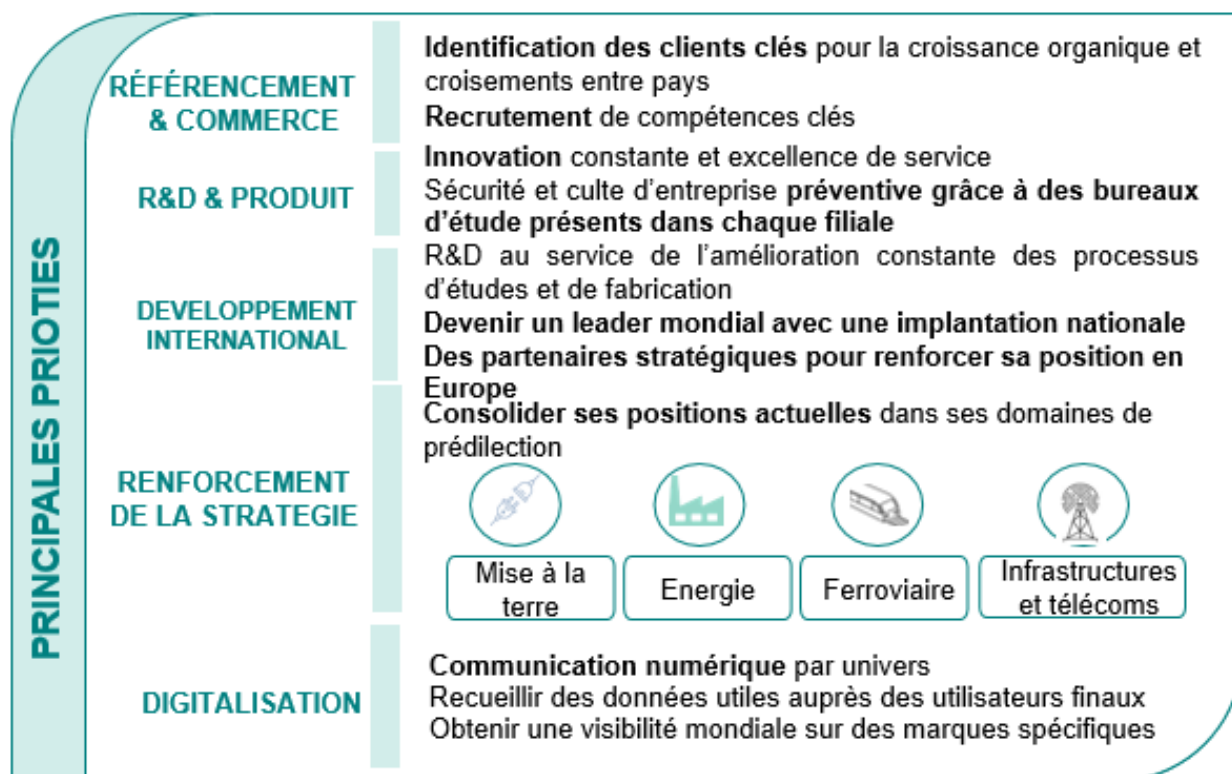 PRINCIPALES PRIOTIES
RÉFÉRENCEMENT
& COMMERCE
Identification des clients clés pour la croissance organique et
croisements entre pays
Recrutement de compétences clés
R&D & PRODUIT
Innovation constante et excellence de service
Sécurité et culte d’entreprise préventive grâce à des bureaux
d’étude présents dans chaque filiale
R&D au service de l’amélioration constante des processus
d’études et de fabrication
DEVELOPPEMENT
INTERNATIONAL
Devenir un leader mondial avec une implantation nationale
Des partenaires stratégiques pour renforcer sa position en
Europe
RENFORCEMENT
DE LA STRATEGIE
Consolider ses positions actuelles dans ses domaines de
prédilection
Mise à la
terre
Energie
Ferroviaire
Infrastructures
et télécoms
DIGITALISATION
Communication numérique par univers
Recueillir des données utiles auprès des utilisateurs finaux
Obtenir une visibilité mondiale sur des marques spécifiques